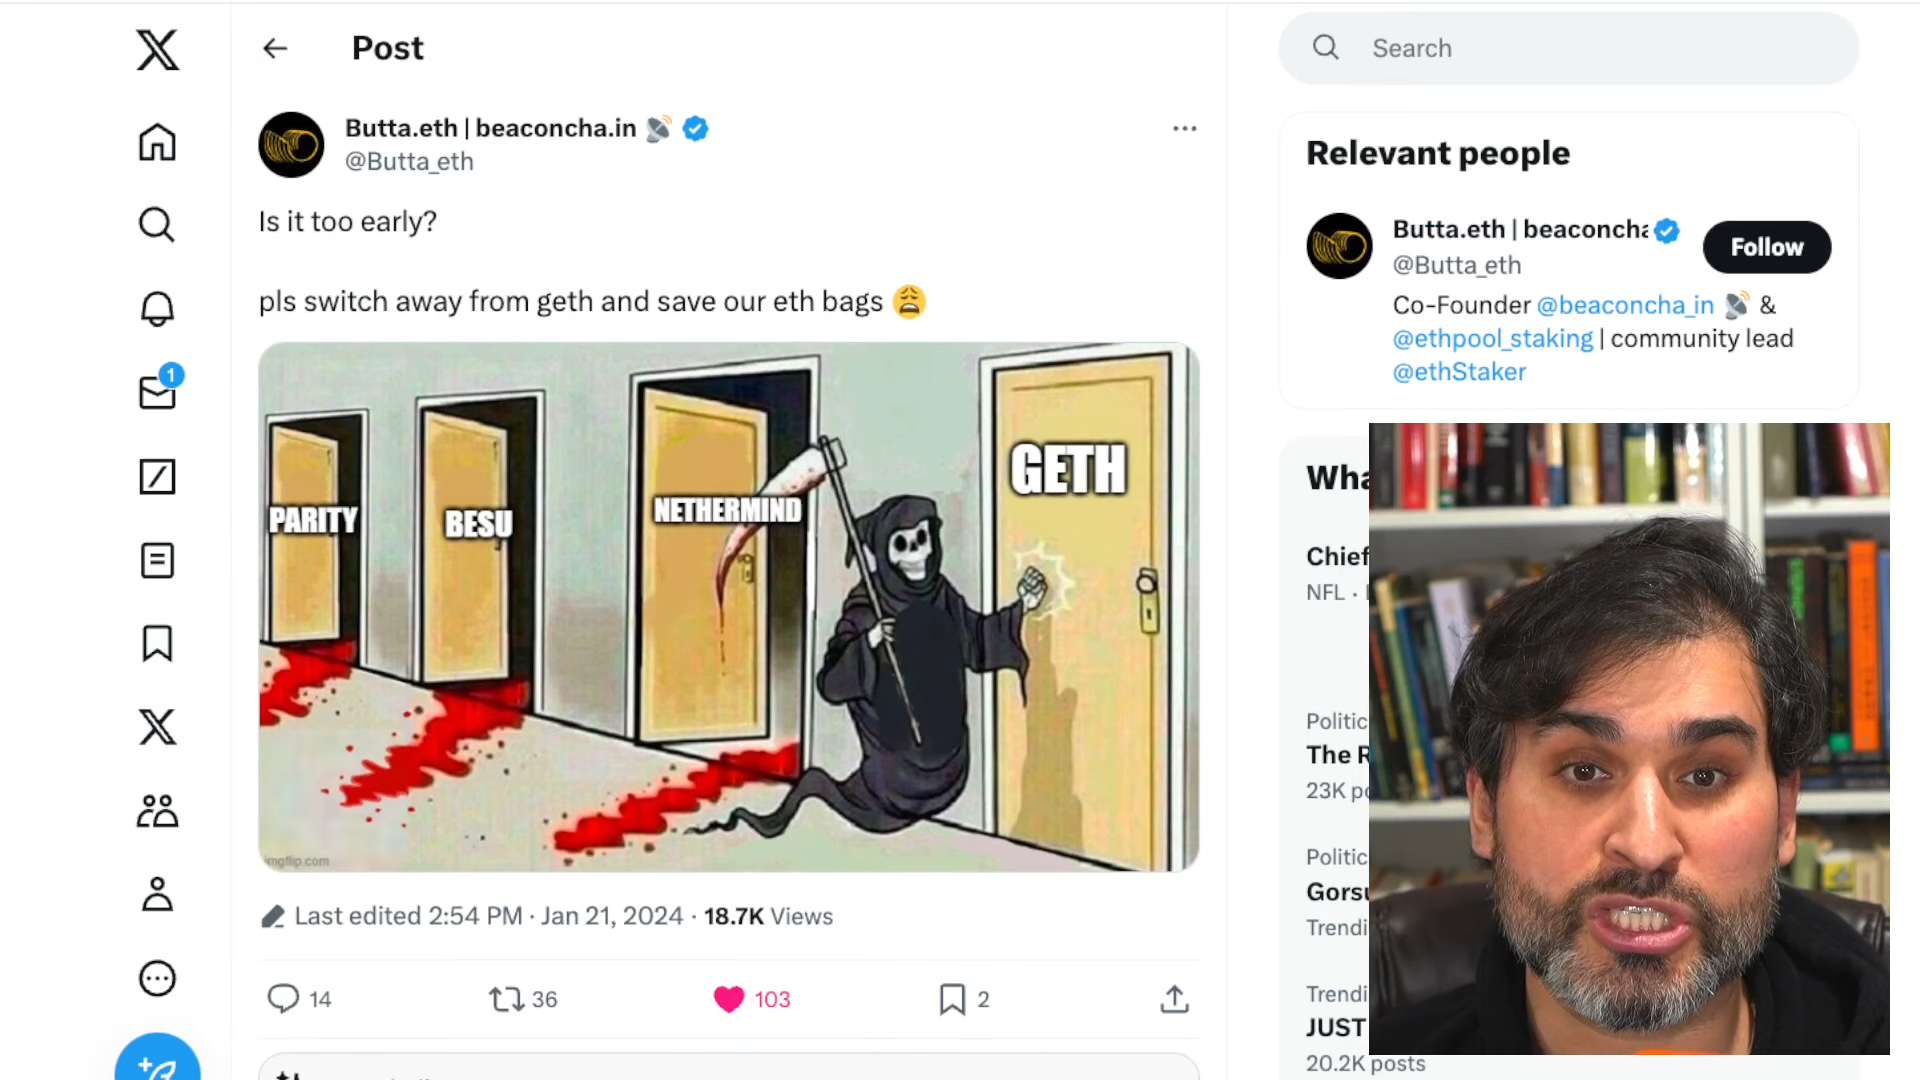 Post
Search
Butta.eth | beaconcha.in
@Butta_eth
Is it too early?
pls switch away from geth and save our eth bags
PARITY
BESU
NETHERMIND
GETH
imgflip.com
Last edited 2:54 PM · Jan 21, 2024 · 18.7K Views
14
36
103
2
1
Relevant people
Butta.eth | beaconcha
@Butta_eth
Follow
Co-Founder @beaconcha_in &
@ethpool_staking | community lead
@ethStaker
Wha
Chief
NFL ·
Politic
The R
23K po
Politic
Gorsu
Trendi
Trendi
JUST
20.2K posts